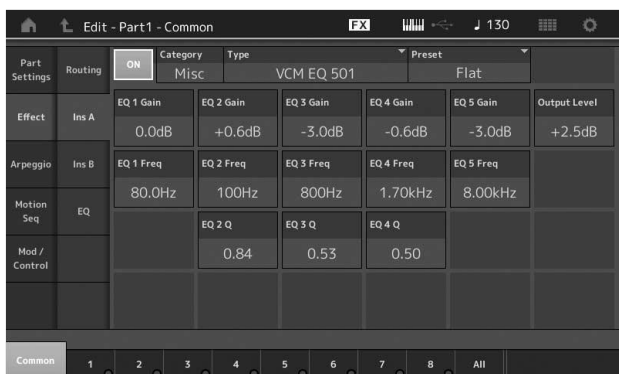 Edit - Part1 - Common FX ♩ 130
Part Settings Routing ON Category Misc Type VCM EQ 501 Preset Flat
Effect Ins A EQ 1 Gain 0.0dB EQ 2 Gain +0.6dB EQ 3 Gain -3.0dB EQ 4 Gain -0.6dB EQ 5 Gain -3.0dB Output Level +2.5dB
Arpeggio Ins B EQ 1 Freq 80.0Hz EQ 2 Freq 100Hz EQ 3 Freq 800Hz EQ 4 Freq 1.70kHz EQ 5 Freq 8.00kHz
Motion Seq EQ EQ 2 Q 0.84 EQ 3 Q 0.53 EQ 4 Q 0.50
Mod / Control
Common 1 2 3 4 5 6 7 8 All